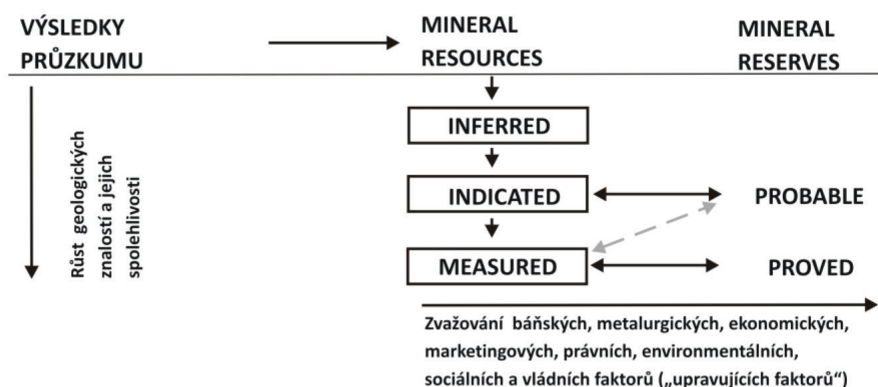 VÝSLEDKY
PRŮZKUMU
MINERAL
RESOURCES
MINERAL
RESERVES
Růst geologických
znalostí a jejich
spolehlivosti
INFERRED
INDICATED
PROBABLE
MEASURED
PROVED
Zvažování báňských, metalurgických, ekonomických,
marketingových, právních, environmentálních,
sociálních a vládních faktorů („upravujících faktorů“)